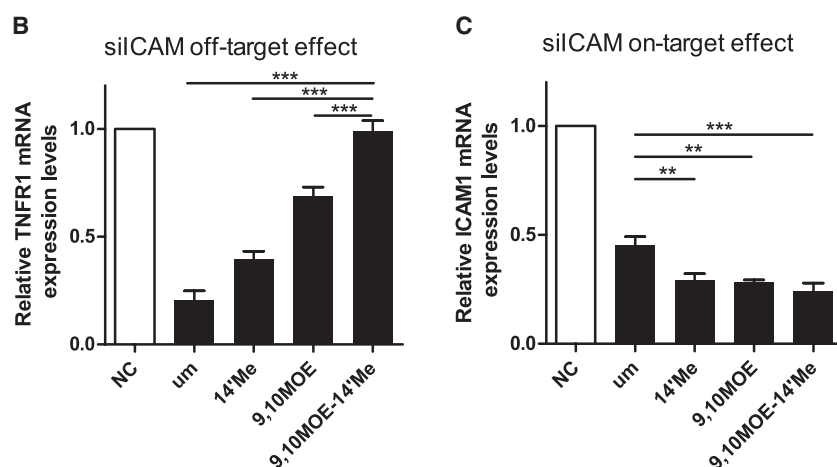 B
siICAM off-target effect
Relative TNFR1 mRNA
expression levels
1.0
0.5
0.0
***
***
***
NC
um
14'Me
9,10MOE
9,10MOE-14'Me
C
siICAM on-target effect
Relative ICAM1 mRNA
expression levels
1.0
0.5
0.0
***
**
**
NC
um
14'Me
9,10MOE
9,10MOE-14'Me